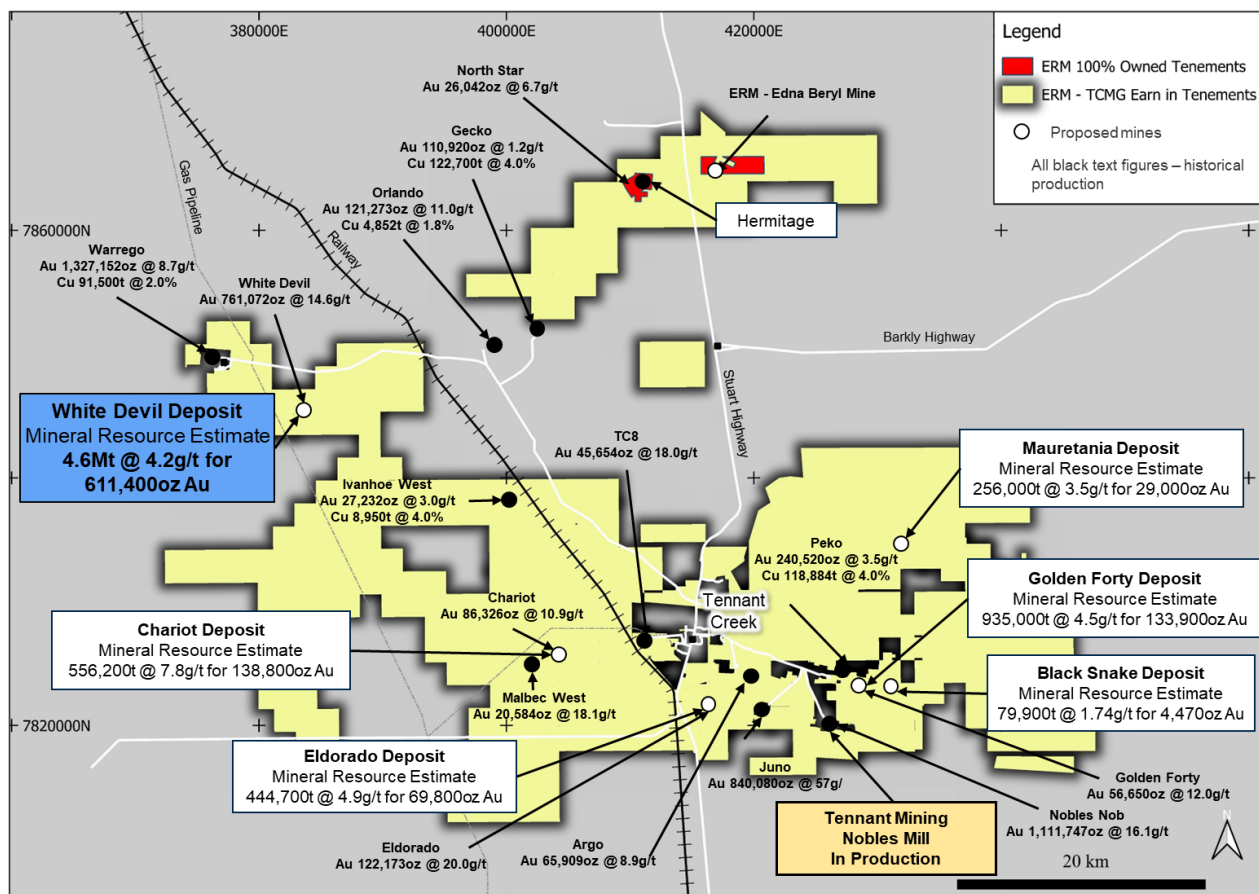 380000E
400000E
420000E
7860000N
7820000N
Legend
ERM 100% Owned Tenements
ERM - TCMG Earn in Tenements
Proposed mines
All black text figures – historical
production
North Star
Au 26,042oz @ 6.7g/t
ERM - Edna Beryl Mine
Gecko
Au 110,920oz @ 1.2g/t
Cu 122,700t @ 4.0%
Orlando
Au 121,273oz @ 11.0g/t
Cu 4,852t @ 1.8%
Hermitage
Gas Pipeline
Railway
Warrego
Au 1,327,152oz @ 8.7g/t
Cu 91,500t @ 2.0%
White Devil
Au 761,072oz @ 14.6g/t
Barkly Highway
Stuart Highway
White Devil Deposit
Mineral Resource Estimate
4.6Mt @ 4.2g/t for
611,400oz Au
TC8
Au 45,654oz @ 18.0g/t
Mauretania Deposit
Mineral Resource Estimate
256,000t @ 3.5g/t for 29,000oz Au
Ivanhoe West
Au 27,232oz @ 3.0g/t
Cu 8,950t @ 4.0%
Peko
Au 240,520oz @ 3.5g/t
Cu 118,884t @ 4.0%
Golden Forty Deposit
Mineral Resource Estimate
935,000t @ 4.5g/t for 133,900oz Au
Chariot
Au 86,326oz @ 10.9g/t
Tennant
Creek
Chariot Deposit
Mineral Resource Estimate
556,200t @ 7.8g/t for 138,800oz Au
Black Snake Deposit
Mineral Resource Estimate
79,900t @ 1.74g/t for 4,470oz Au
Malbec West
Au 20,584oz @ 18.1g/t
Eldorado Deposit
Mineral Resource Estimate
444,700t @ 4.9g/t for 69,800oz Au
Juno
Au 840,080oz @ 57g/
Golden Forty
Au 56,650oz @ 12.0g/t
Tennant Mining
Nobles Mill
In Production
Nobles Nob
Au 1,111,747oz @ 16.1g/t
Eldorado
Au 122,173oz @ 20.0g/t
Argo
Au 65,909oz @ 8.9g/t
N
20 km